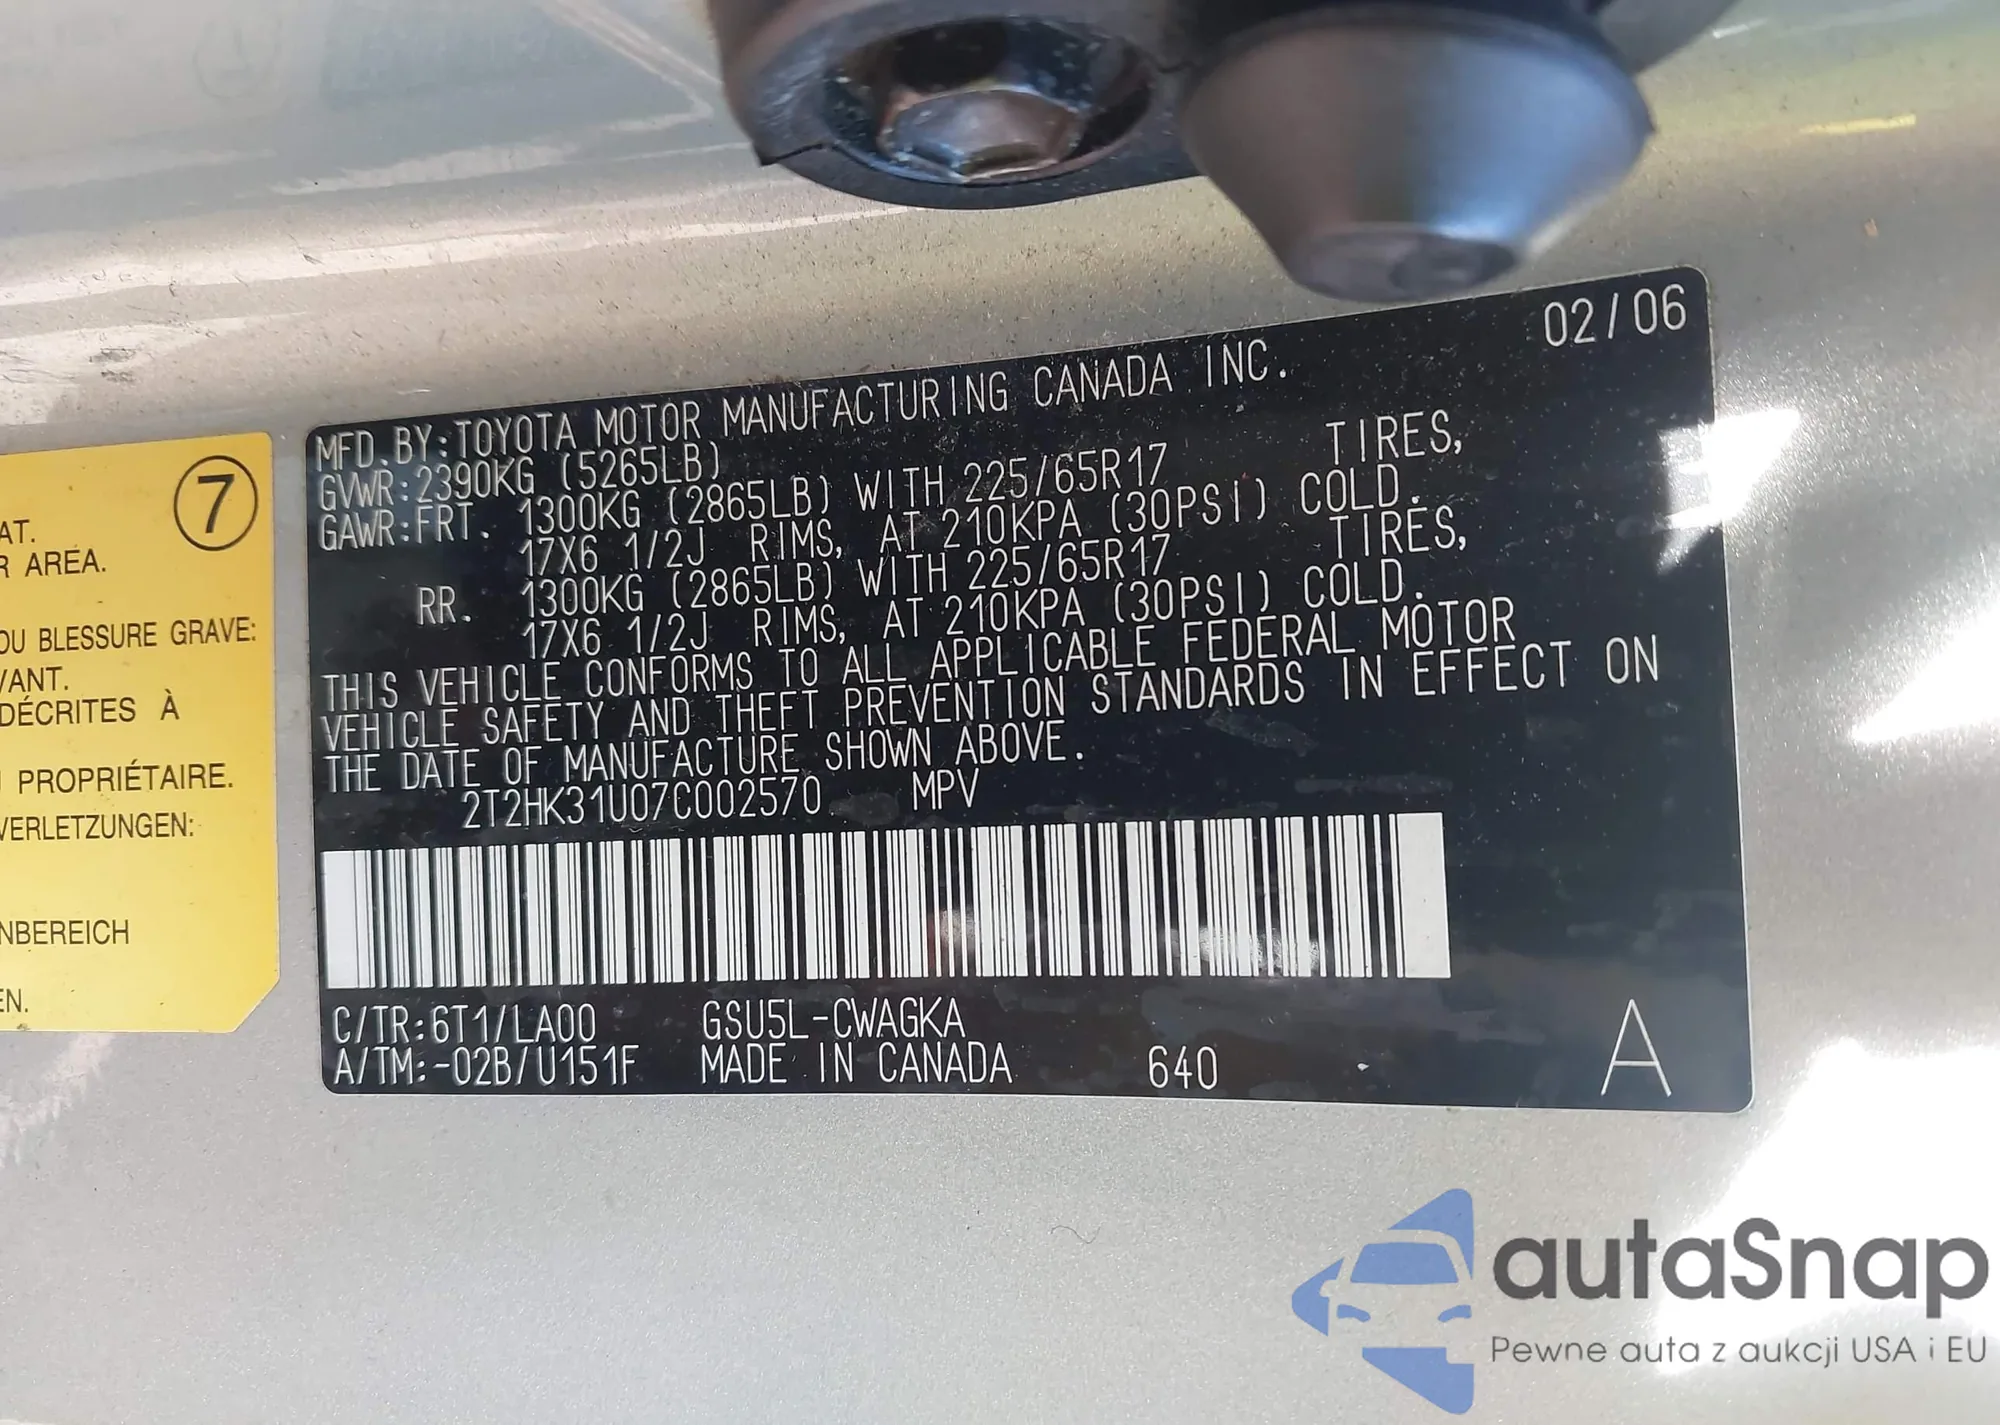 02/06
MFD. BY:TOYOTA MOTOR MANUFACTURING CANADA INC.
GVWR:2390KG (5265LB)
GAWR:FRT. 1300KG (2865LB) WITH 225/65R17 TIRES,
17X6 1/2J RIMS, AT 210KPA (30PSI) COLD.
RR. 1300KG (2865LB) WITH 225/65R17 TIRES,
17X6 1/2J RIMS, AT 210KPA (30PSI) COLD.
THIS VEHICLE CONFORMS TO ALL APPLICABLE FEDERAL MOTOR
VEHICLE SAFETY AND THEFT PREVENTION STANDARDS IN EFFECT ON
THE DATE OF MANUFACTURE SHOWN ABOVE.
2T2HK31U07C002570 MPV
C/TR:6T1/LA00 GSU5L-CWAGKA
A/TM:-02B/U151F MADE IN CANADA 640 A
7
AT.
R AREA.
OU BLESSURE GRAVE:
VANT.
DÉCRITES À
PROPRIÉTAIRE.
VERLETZUNGEN:
NBEREICH
EN.
autaSnap
Pewne auta z aukcji USA i EU